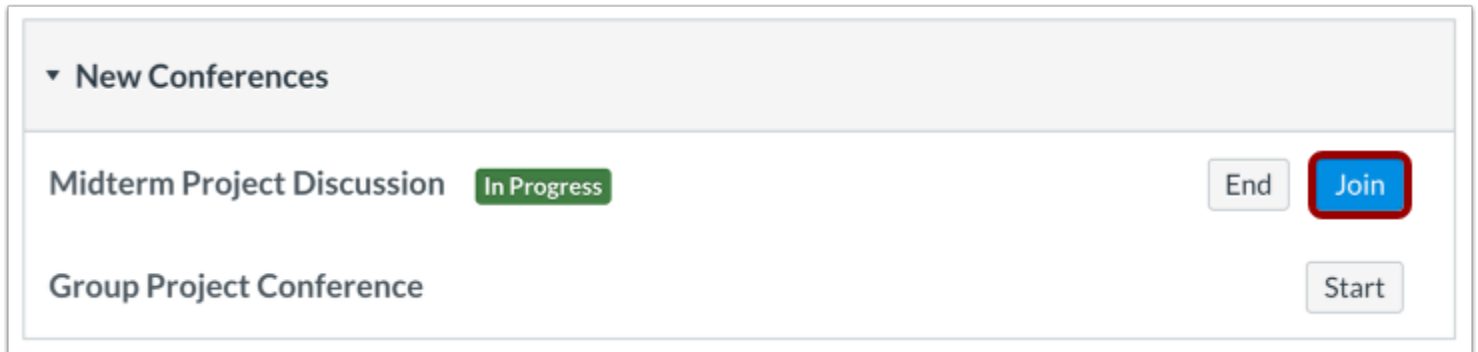 New Conferences
Midterm Project Discussion In Progress End Join
Group Project Conference Start